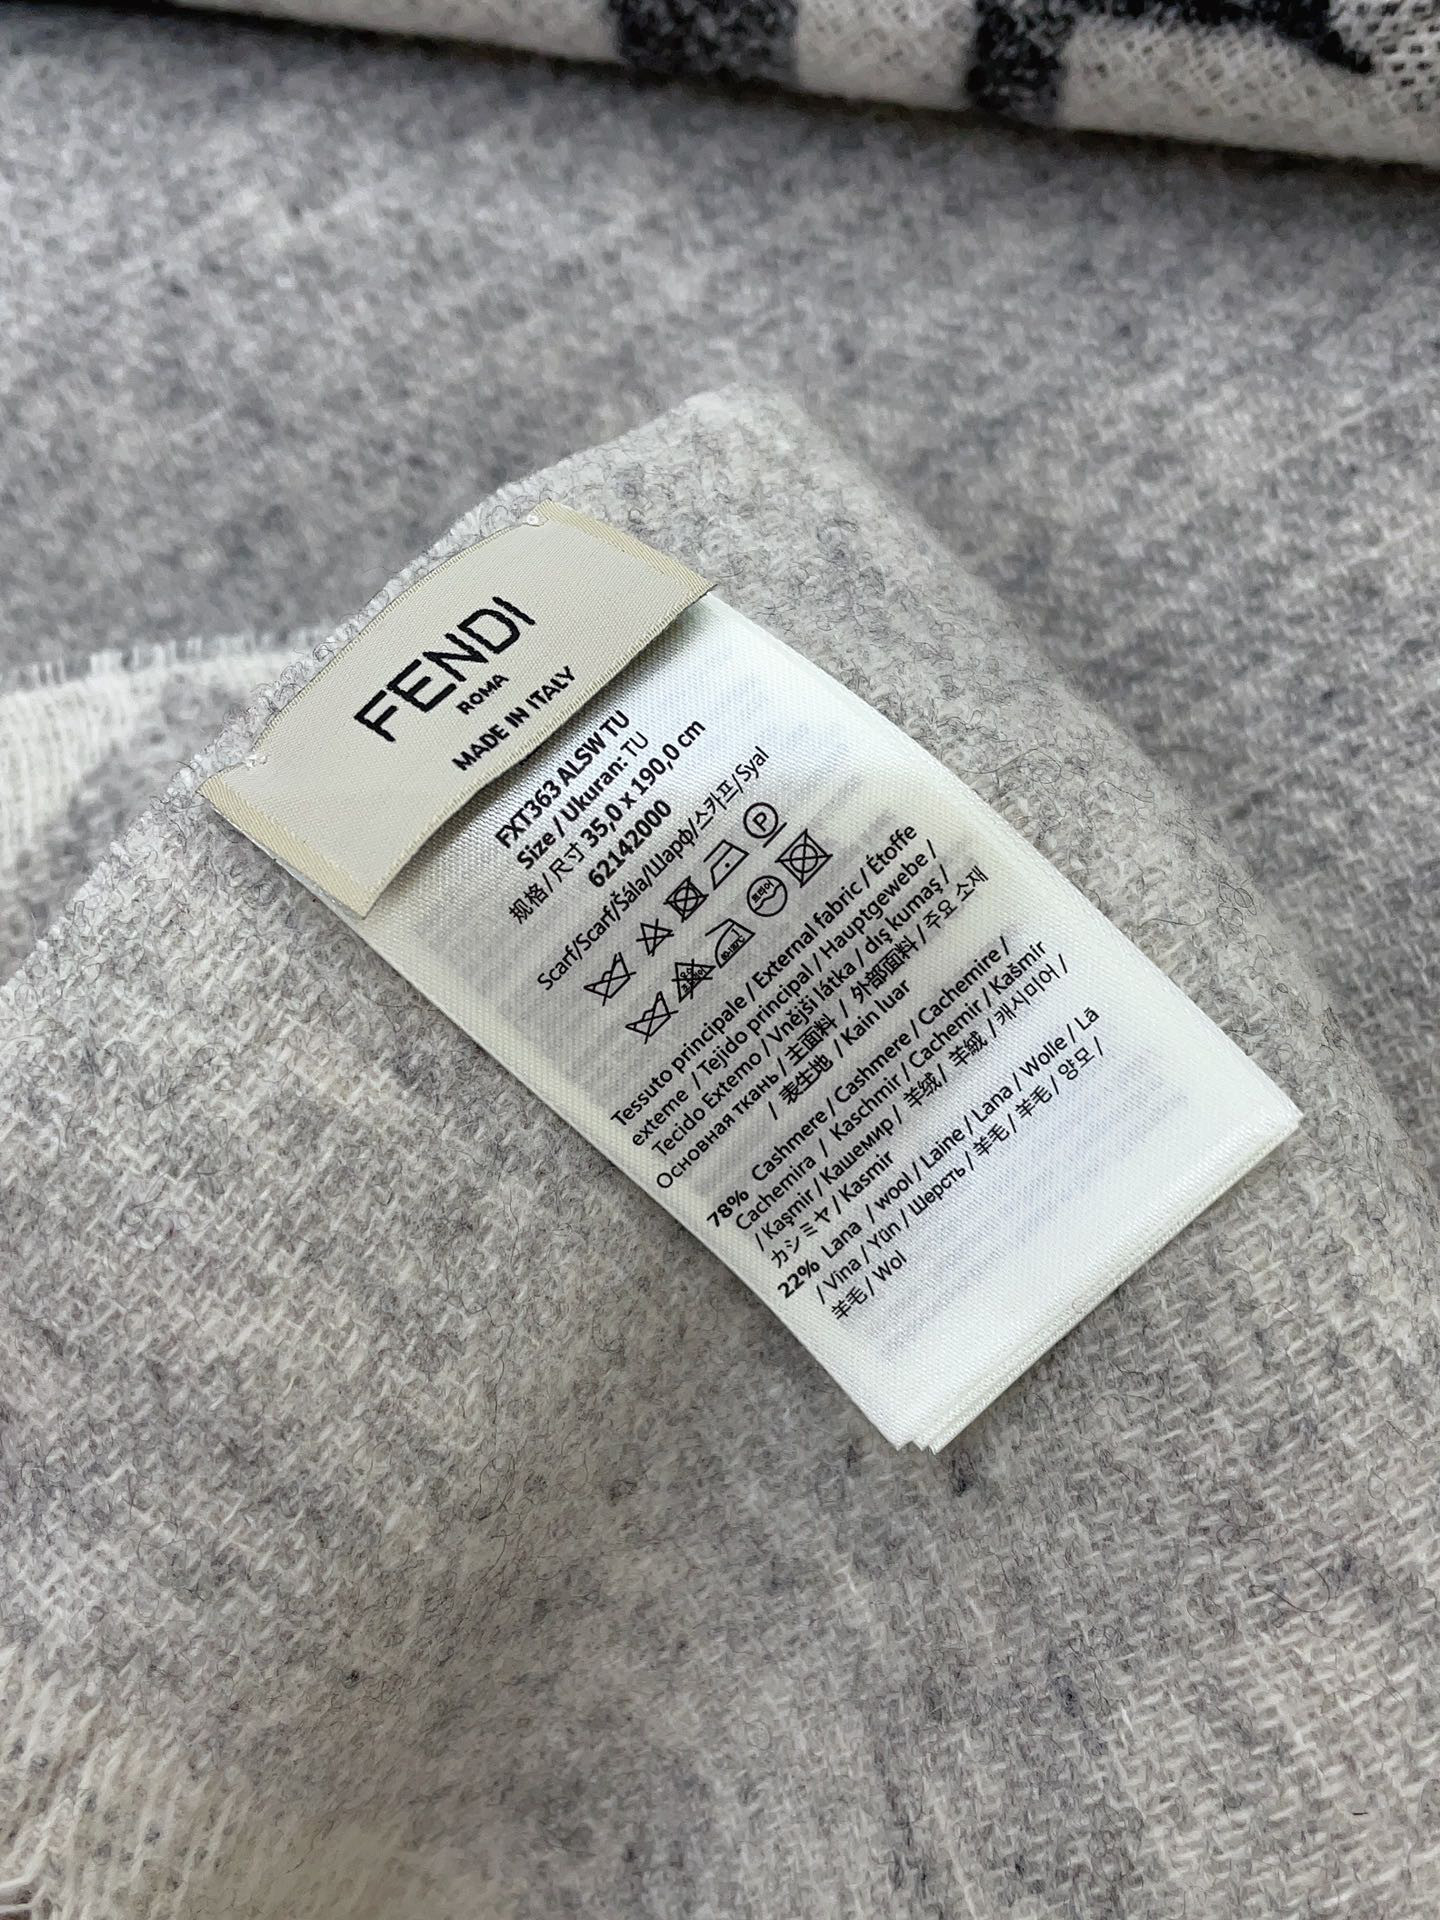 FENDI
ROMA
MADE IN ITALY
FXT363 ALSW TU
Size / Ukuran: TU
规格/尺寸 35,0 x 190,0 cm
62142000
Scarf/Scarf/Šála/Шарф/스카프/Syal
P
Tessuto principale / External fabric / Étoffe
externe / Tejido principal / Hauptgewebe /
Tecido Externo / Vnější látka / dış kumaş /
Основная ткань / 主面料 / 外部面料 / 주요 소재
/ 表生地 / Kain luar
78% Cashmere / Cashmere / Cachemire /
Cachemira / Kaschmir / Cachemir / Kašmír
/ Kaşmir / Кашемир / 羊绒 / 羊絨 / 캐시미어 /
カシミヤ / Kasmir
22% Lana / wool / Laine / Lana / Wolle / Lã
/ Vlna / Yün / Шерсть / 羊毛 / 羊毛 / 양모 /
羊毛 / Wol